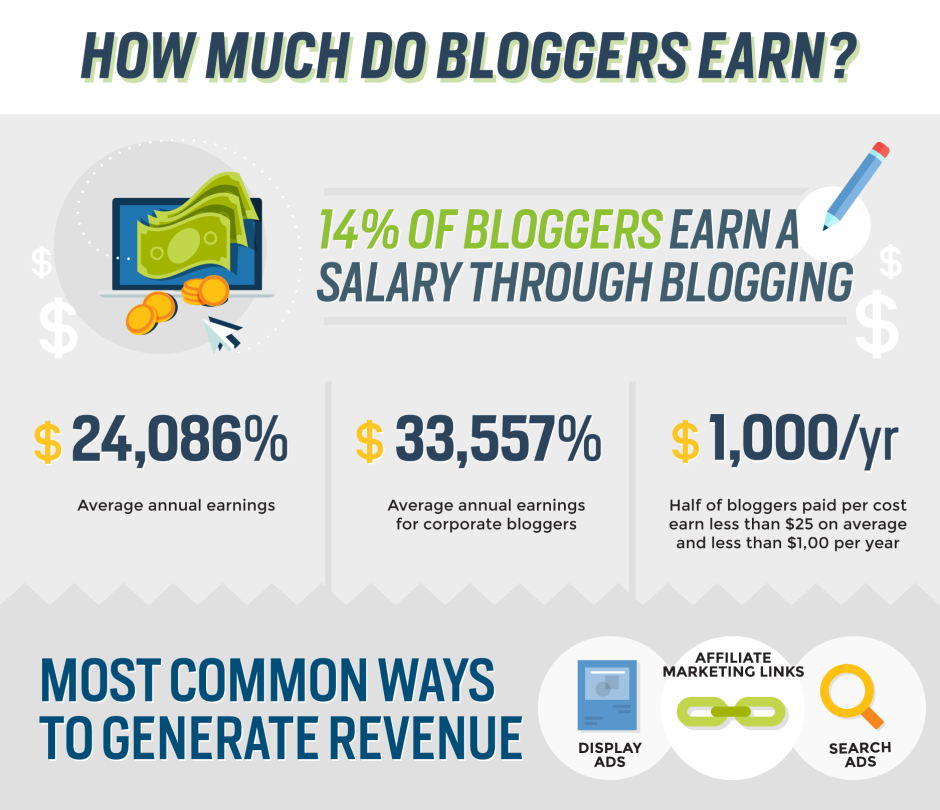 HOW MUCH DO BLOGGERS EARN?
14% OF BLOGGERS EARN A
SALARY THROUGH BLOGGING
$ 24,086%
Average annual earnings
$ 33,557%
Average annual earnings
for corporate bloggers
$ 1,000/yr
Half of bloggers paid per cost
earn less than $25 on average
and less than $1,00 per year
MOST COMMON WAYS
TO GENERATE REVENUE
DISPLAY
ADS
AFFILIATE
MARKETING LINKS
SEARCH
ADS